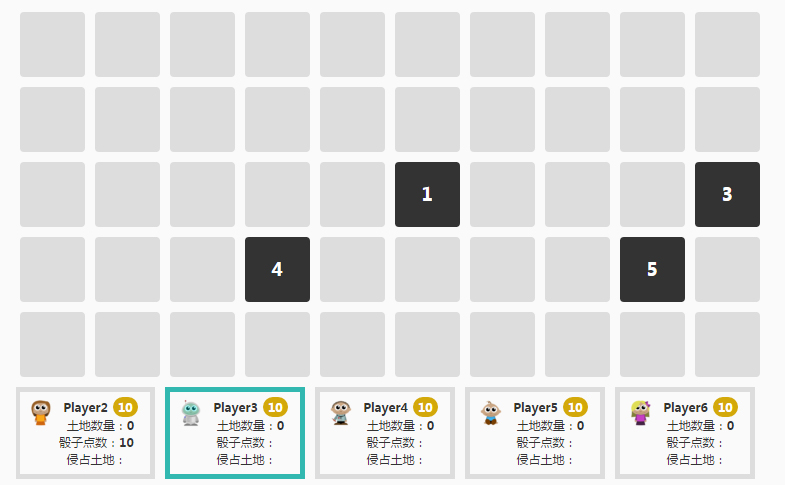 1
3
4
5
Player2 10
土地数量：0
骰子点数：10
侵占土地：
Player3 10
土地数量：0
骰子点数：
侵占土地：
Player4 10
土地数量：0
骰子点数：
侵占土地：
Player5 10
土地数量：0
骰子点数：
侵占土地：
Player6 10
土地数量：0
骰子点数：
侵占土地：